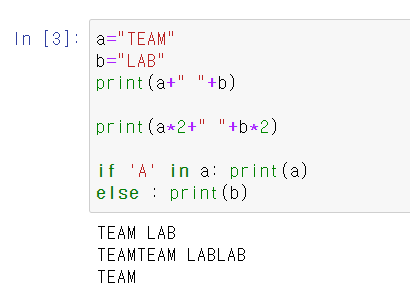 In [3]:
a="TEAM"
b="LAB"
print(a+" "+b)
print(a*2+" "+b*2)
if 'A' in a: print(a)
else : print(b)
TEAM LAB
TEAMTEAM LABLAB
TEAM